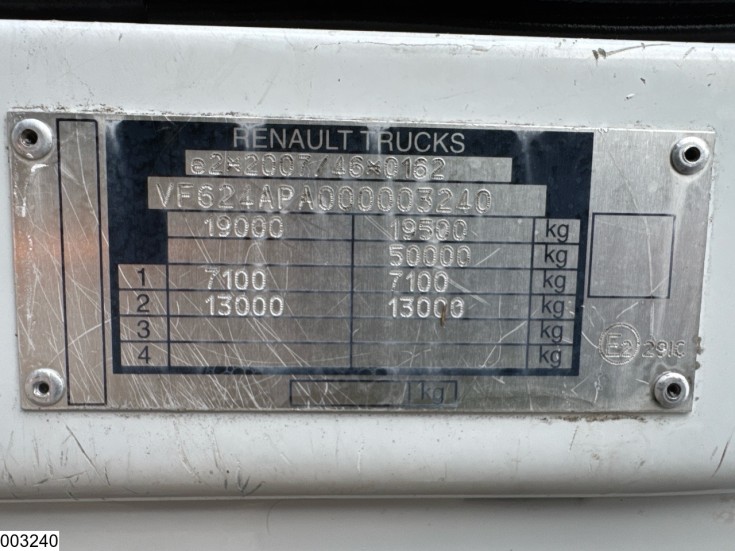 RENAULT TRUCKS
e2*2007/46*0162
VF624APA000003240
19000 19500 kg
50000 kg
1 7100 7100 kg
2 13000 13000 kg
3 kg
4 kg
E2 291C
kg
003240